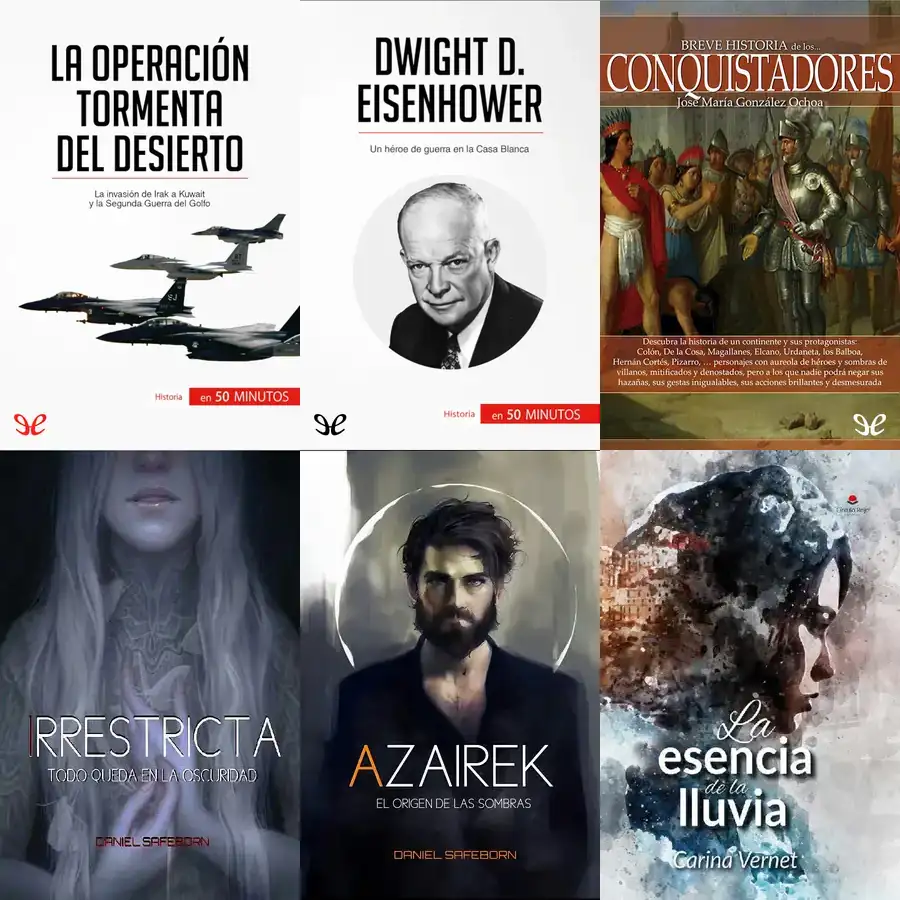 LA OPERACIÓN
TORMENTA
DEL DESIERTO
La invasión de Irak a Kuwait
y la Segunda Guerra del Golfo
SJ
Historia
en 50 MINUTOS
DWIGHT D.
EISENHOWER
Un héroe de guerra en la Casa Blanca
Historia
en 50 MINUTOS
BREVE HISTORIA de los...
CONQUISTADORES
José María González Ochoa
Descubra la historia de un continente y sus protagonistas:
Colón, De la Cosa, Magallanes, Elcano, Urdaneta, los Balboa,
Hernán Cortés, Pizarro, … personajes con aureola de héroes y sombras de
villanos, mitificados y denostados, pero a los que nadie podrá negar sus
hazañas, sus gestas inigualables, sus acciones brillantes y desmesurada
IRRESTRICTA
TODO QUEDA EN LA OSCURIDAD
DANIEL SAFEBORN
AZAIREK
EL ORIGEN DE LAS SOMBRAS
DANIEL SAFEBORN
La
esencia
de la
lluvia
Carina Vernet